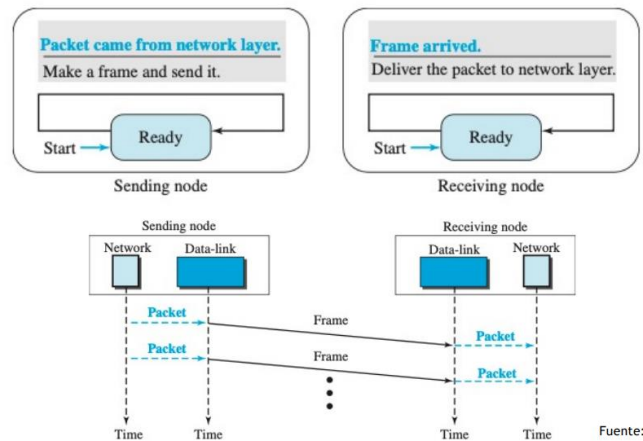 Packet came from network layer.
Make a frame and send it.
Ready
Start
Sending node
Frame arrived.
Deliver the packet to network layer.
Ready
Start
Receiving node
Sending node
Network
Data-link
Receiving node
Data-link
Network
Packet
Frame
Packet
Packet
Frame
Packet
Time
Time
Time
Time
Fuente: